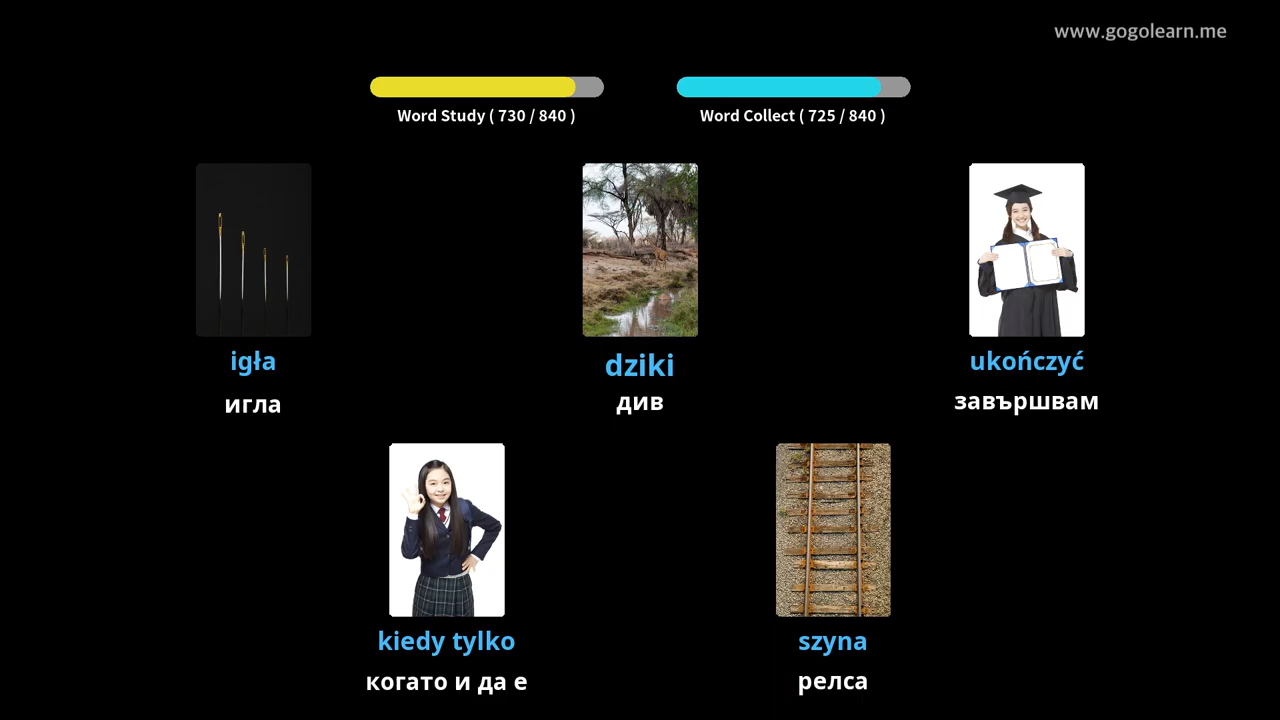 www.gogolearn.me
Word Study ( 730 / 840 )
Word Collect ( 725 / 840 )
igła
игла
dziki
див
ukończyć
завършвам
kiedy tylko
когато и да е
szyna
релса